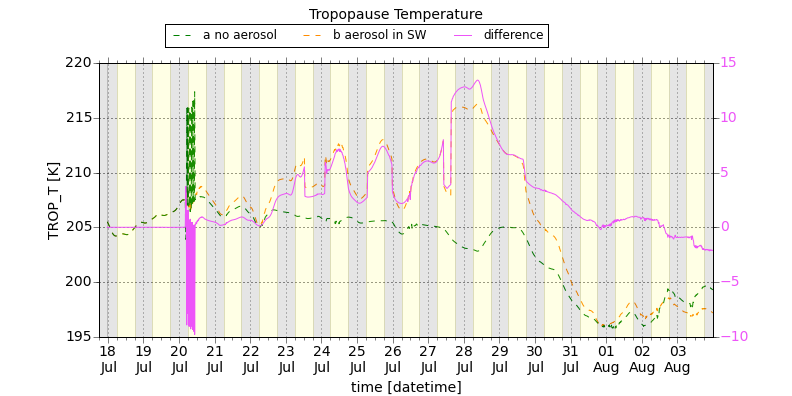 Tropopause Temperature
a no aerosol b aerosol in SW difference
220 15
215 10
210 5
205 0
200 −5
195 −10
TROP_T [K]
18 19 20 21 22 23 24 25 26 27 28 29 30 31 01 02 03
Jul Jul Jul Jul Jul Jul Jul Jul Jul Jul Jul Jul Jul Jul Aug Aug Aug
time [datetime]